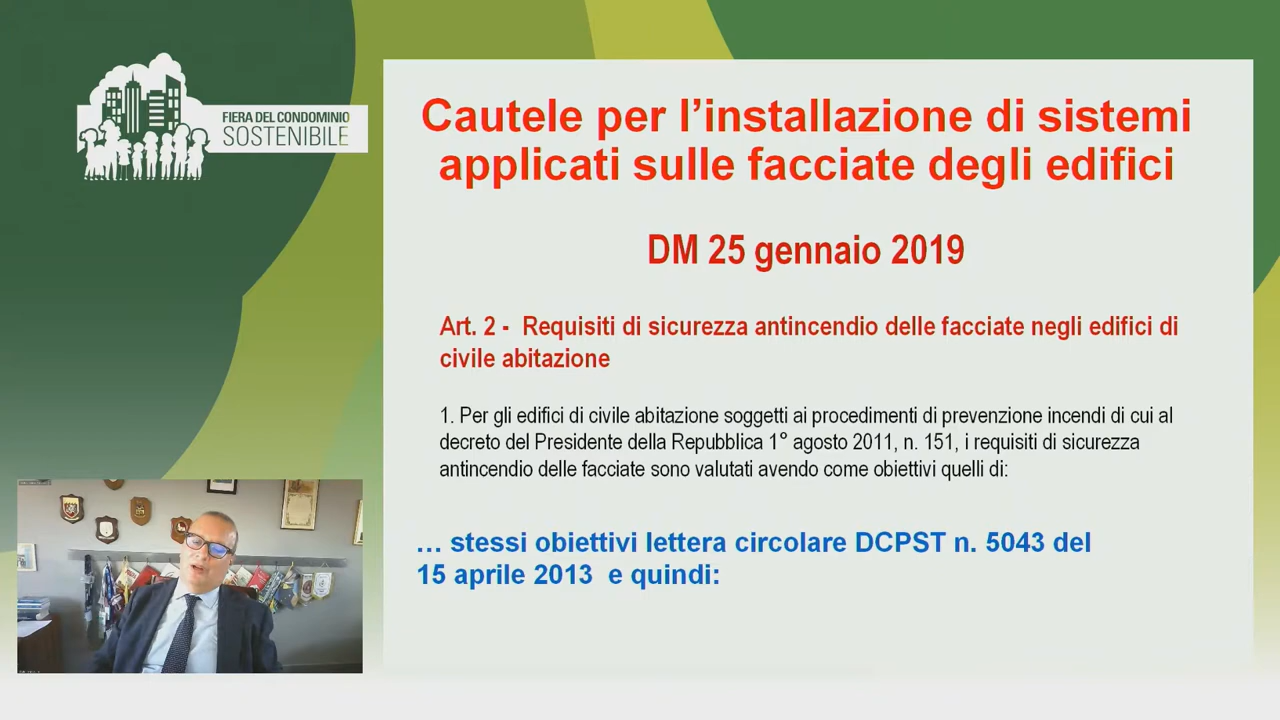 FIERA DEL CONDOMINIO
SOSTENIBILE
Cautele per l’installazione di sistemi
applicati sulle facciate degli edifici
DM 25 gennaio 2019
Art. 2 - Requisiti di sicurezza antincendio delle facciate negli edifici di
civile abitazione
1. Per gli edifici di civile abitazione soggetti ai procedimenti di prevenzione incendi di cui al
decreto del Presidente della Repubblica 1° agosto 2011, n. 151, i requisiti di sicurezza
antincendio delle facciate sono valutati avendo come obiettivi quelli di:
… stessi obiettivi lettera circolare DCPST n. 5043 del
15 aprile 2013 e quindi: